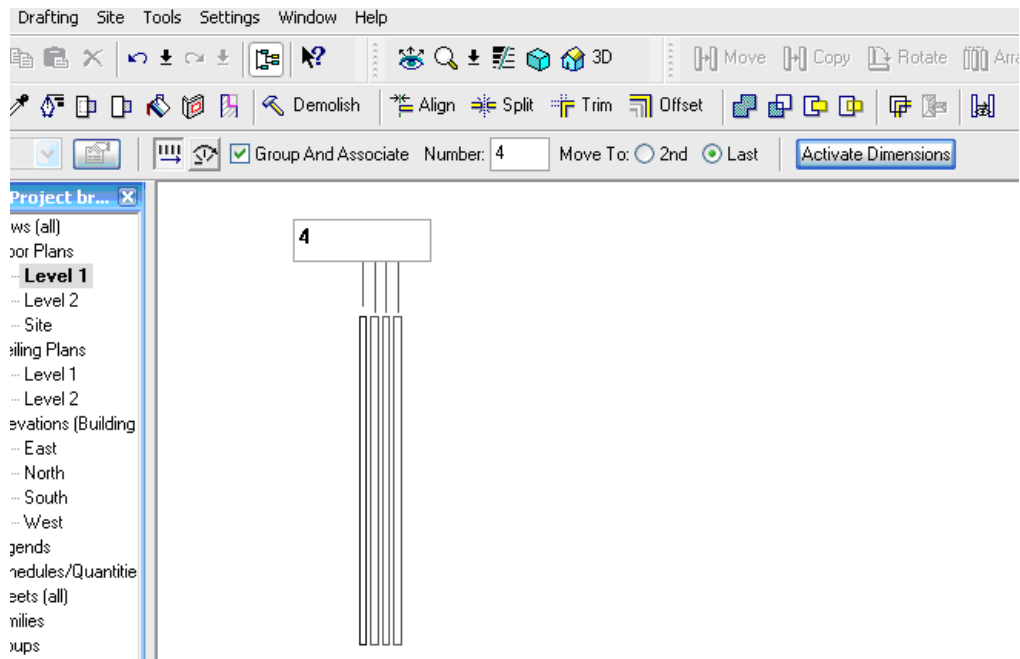 Drafting Site Tools Settings Window Help
3D Move Copy Rotate
Demolish Align Split Trim Offset
Group And Associate Number: 4 Move To: 2nd Last Activate Dimensions
Project br...
ws (all)
oor Plans
Level 1
Level 2
Site
eiling Plans
Level 1
Level 2
evations (Building
East
North
South
West
gends
hedules/Quantitie
eets (all)
milies
oups
4